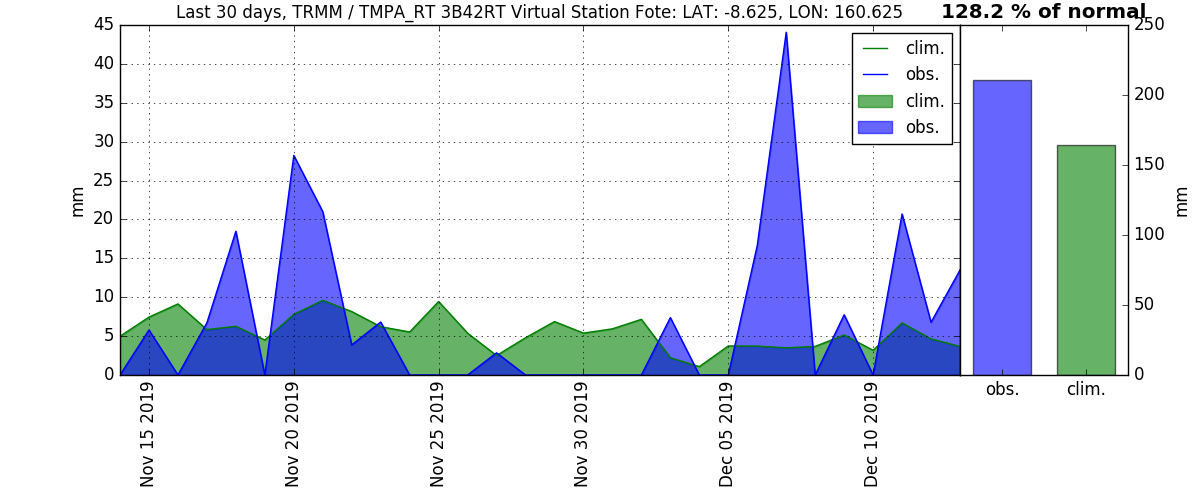 Last 30 days, TRMM / TMPA_RT 3B42RT Virtual Station Fote: LAT: -8.625, LON: 160.625
128.2 % of normal
45
40
35
30
25
20
15
10
5
0
mm
clim.
obs.
clim.
obs.
250
200
150
100
50
0
mm
obs.
clim.
Nov 15 2019
Nov 20 2019
Nov 25 2019
Nov 30 2019
Dec 05 2019
Dec 10 2019